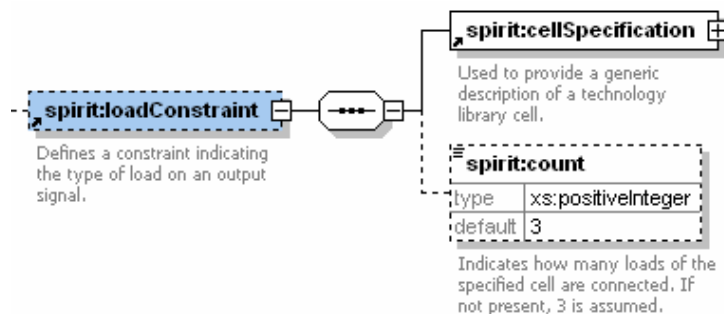 spirit:cellSpecification
Used to provide a generic
description of a technology
library cell.
spirit:loadConstraint
Defines a constraint indicating
the type of load on an output
signal.
spirit:count
type xs:positiveInteger
default 3
Indicates how many loads of the
specified cell are connected. If
not present, 3 is assumed.